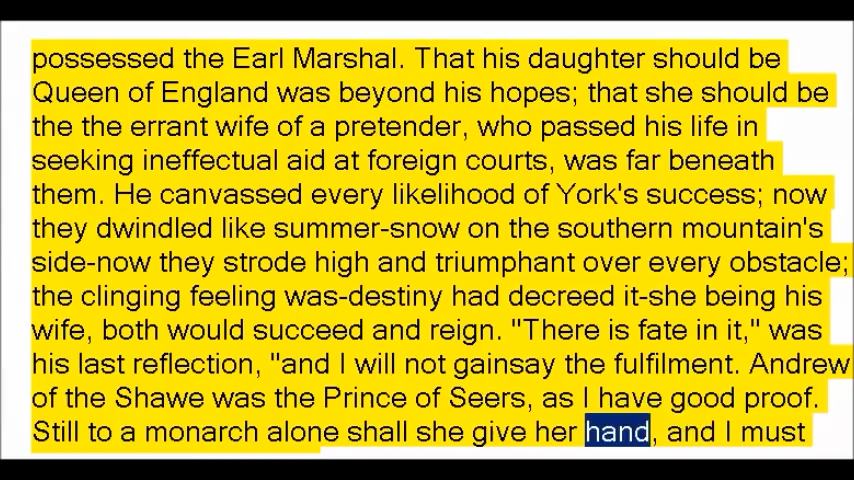 possessed the Earl Marshal. That his daughter should be
Queen of England was beyond his hopes; that she should be
the the errant wife of a pretender, who passed his life in
seeking ineffectual aid at foreign courts, was far beneath
them. He canvassed every likelihood of York's success; now
they dwindled like summer-snow on the southern mountain's
side-now they strode high and triumphant over every obstacle;
the clinging feeling was-destiny had decreed it-she being his
wife, both would succeed and reign. "There is fate in it," was
his last reflection, "and I will not gainsay the fulfilment. Andrew
of the Shawe was the Prince of Seers, as I have good proof.
Still to a monarch alone shall she give her hand, and I must